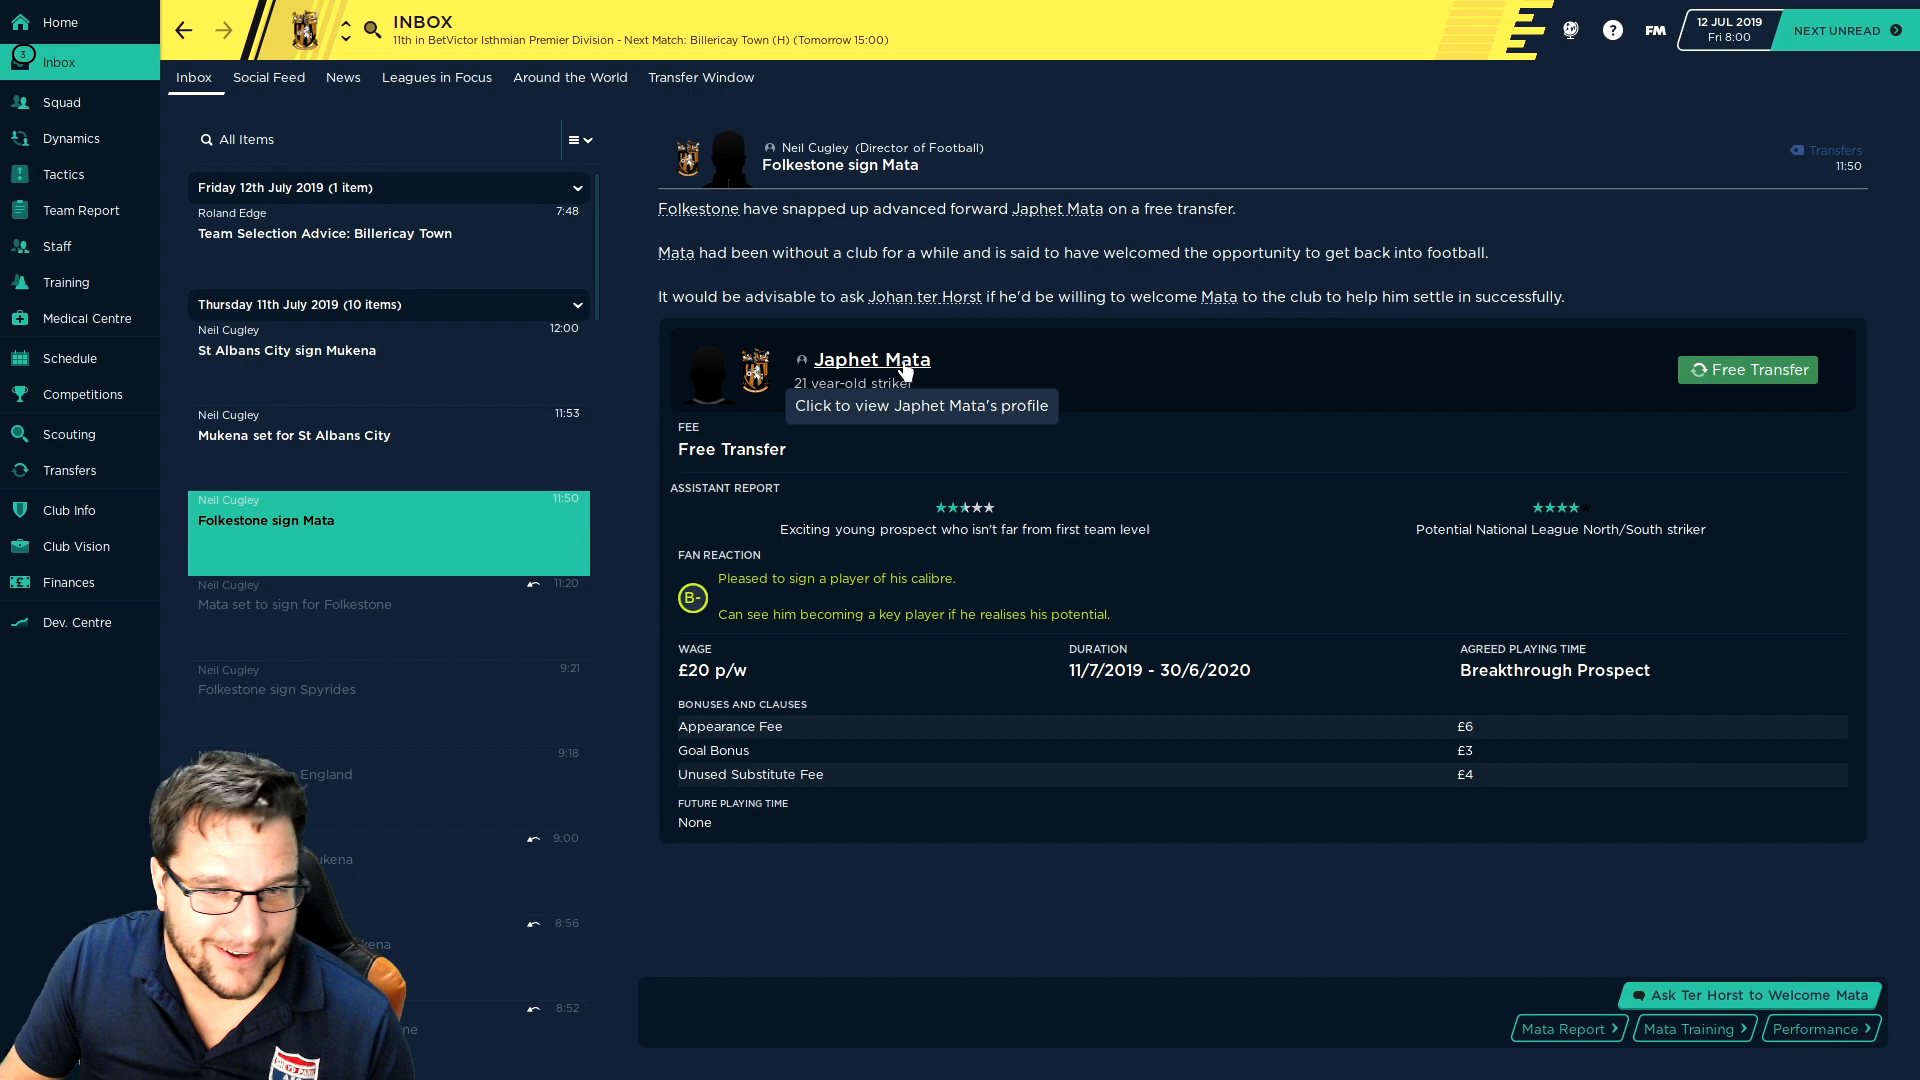 Home
3
Inbox
Squad
Dynamics
Tactics
Team Report
Staff
Training
Medical Centre
Schedule
Competitions
Scouting
Transfers
Club Info
Club Vision
Finances
Dev. Centre
INBOX
11th in BetVictor Isthmian Premier Division - Next Match: Billericay Town (H) (Tomorrow 15:00)
?
FM
12 JUL 2019
Fri 8:00
NEXT UNREAD
Inbox
Social Feed
News
Leagues in Focus
Around the World
Transfer Window
All Items
Friday 12th July 2019 (1 item)
Roland Edge 7:48
Team Selection Advice: Billericay Town
Thursday 11th July 2019 (10 items)
Neil Cugley 12:00
St Albans City sign Mukena
Neil Cugley 11:53
Mukena set for St Albans City
Neil Cugley 11:50
Folkestone sign Mata
Neil Cugley 11:20
Mata set to sign for Folkestone
Neil Cugley 9:21
Folkestone sign Spyrides
9:18
England
9:00
8:56
8:52
Neil Cugley (Director of Football)
Folkestone sign Mata
Transfers
11:50
Folkestone have snapped up advanced forward Japhet Mata on a free transfer.
Mata had been without a club for a while and is said to have welcomed the opportunity to get back into football.
It would be advisable to ask Johan ter Horst if he'd be willing to welcome Mata to the club to help him settle in successfully.
Japhet Mata
21 year-old striker
Free Transfer
Click to view Japhet Mata's profile
FEE
Free Transfer
ASSISTANT REPORT
Exciting young prospect who isn't far from first team level
Potential National League North/South striker
FAN REACTION
B-
Pleased to sign a player of his calibre.
Can see him becoming a key player if he realises his potential.
WAGE
£20 p/w
DURATION
11/7/2019 - 30/6/2020
AGREED PLAYING TIME
Breakthrough Prospect
BONUSES AND CLAUSES
Appearance Fee £6
Goal Bonus £3
Unused Substitute Fee £4
FUTURE PLAYING TIME
None
Ask Ter Horst to Welcome Mata
Mata Report
Mata Training
Performance